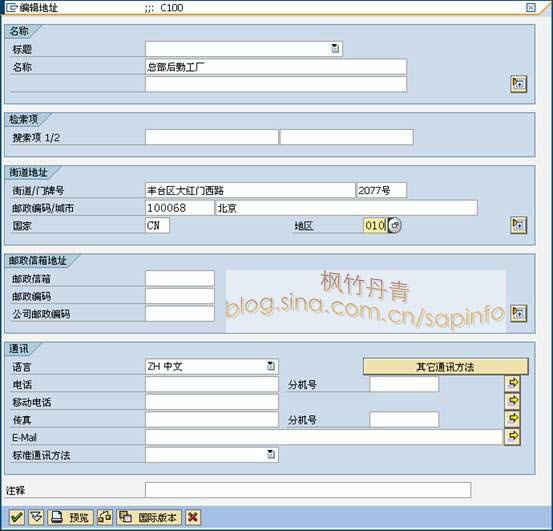 编辑地址 ;;: C100
名称
标题
名称 总部后勤工厂
检索项
搜索项 1/2
街道地址
街道/门牌号 丰台区大红门西路 2077号
邮政编码/城市 100068 北京
国家 CN 地区 010
邮政信箱地址
邮政信箱
邮政编码
公司邮政编码
枫竹丹青
blog.sina.com.cn/sapinfo
通讯
语言 ZH 中文 其它通讯方法
电话 分机号
移动电话
传真 分机号
E-Mail
标准通讯方法
注释
预览 国际版本